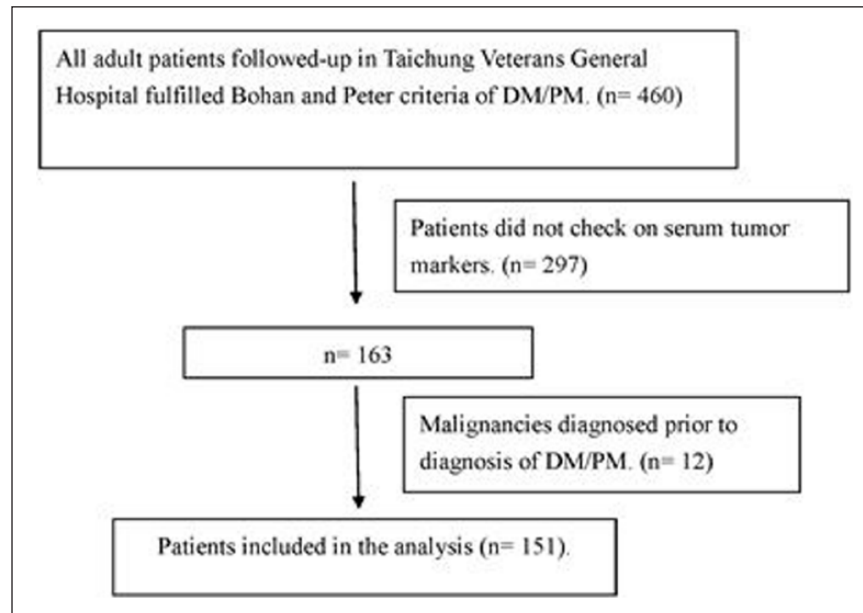 All adult patients followed-up in Taichung Veterans General
Hospital fulfilled Bohan and Peter criteria of DM/PM. (n= 460)
Patients did not check on serum tumor
markers. (n= 297)
n= 163
Malignancies diagnosed prior to
diagnosis of DM/PM. (n= 12)
Patients included in the analysis (n= 151).